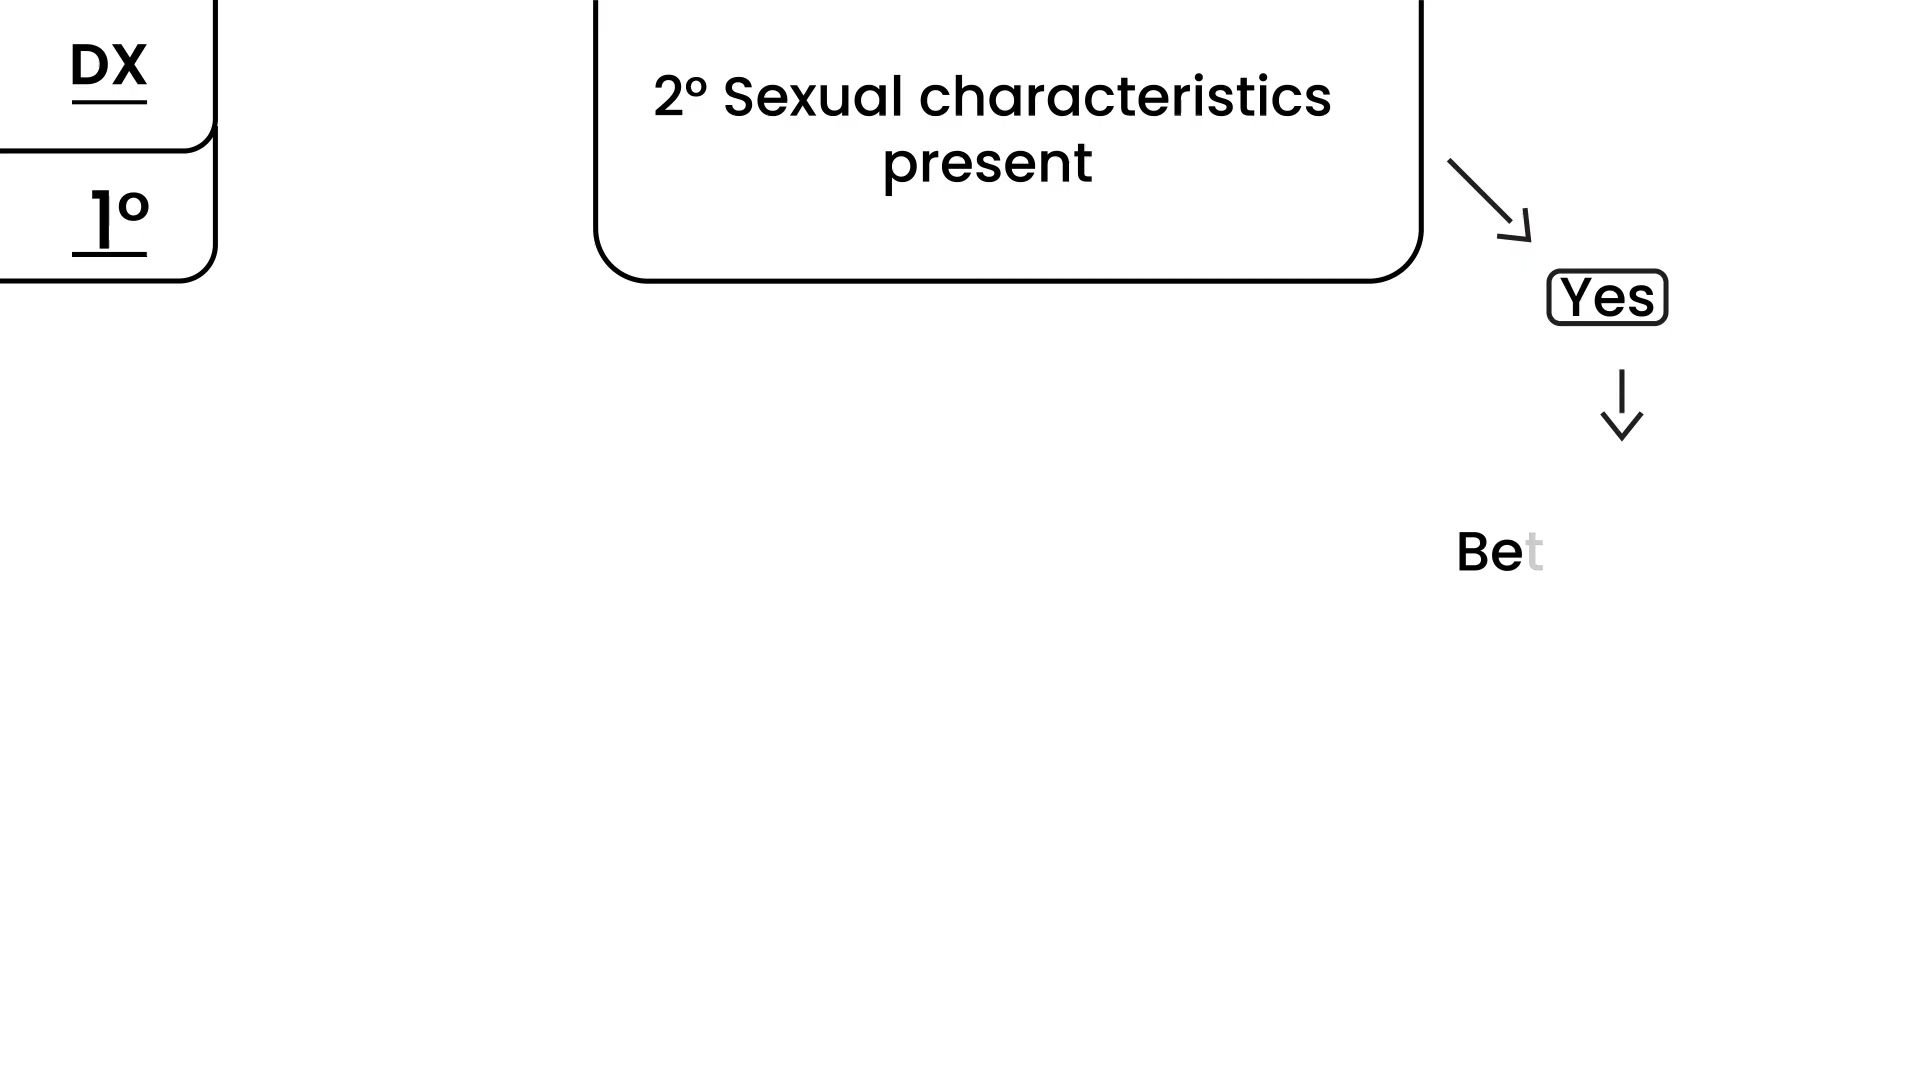 DX
1º
2º Sexual characteristics
present
Yes
Bet